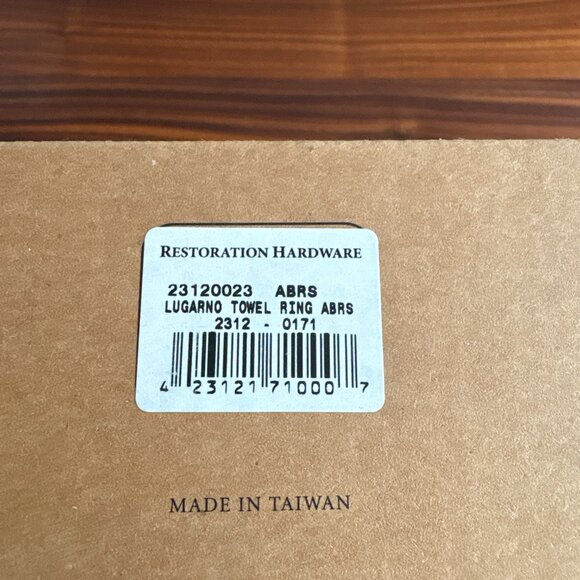 RESTORATION HARDWARE
23120023 ABRS
LUGARNO TOWEL RING ABRS
2312 - 0171
4 23121 71000 7
MADE IN TAIWAN